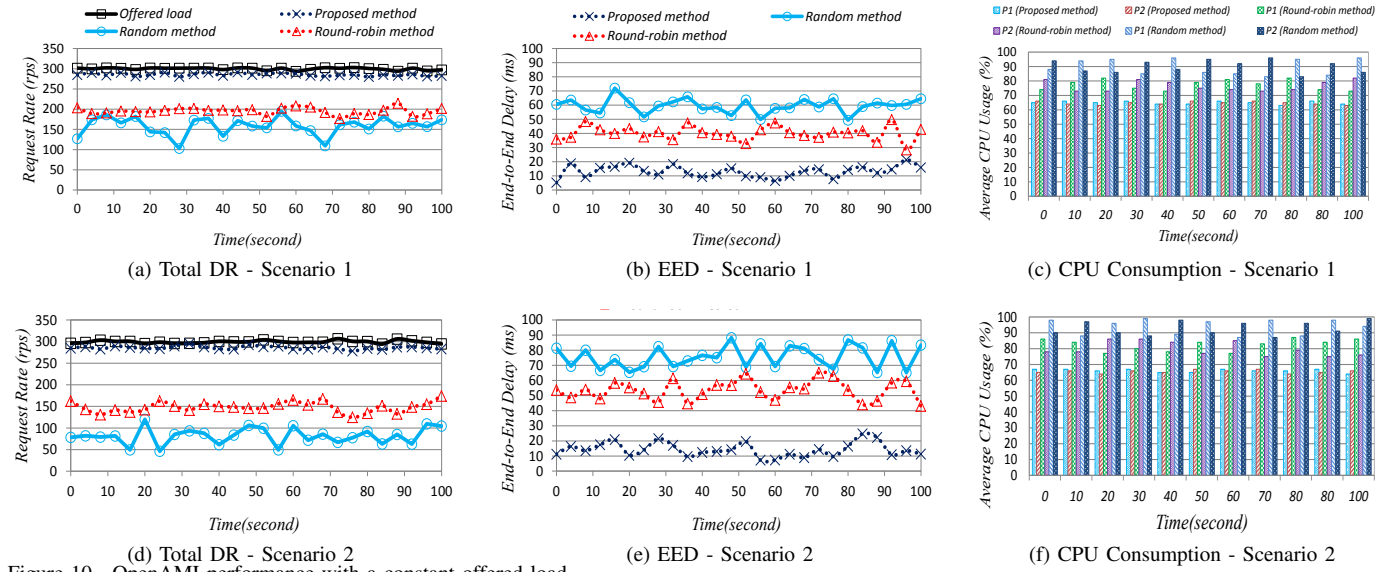 Offered load
Proposed method
Random method
Round-robin method
350
300
250
200
150
100
50
0
Request Rate (rps)
0 10 20 30 40 50 60 70 80 90 100
Time(second)
(a) Total DR - Scenario 1
Proposed method
Random method
Round-robin method
100
90
80
70
60
50
40
30
20
10
0
End-to-End Delay (ms)
0 10 20 30 40 50 60 70 80 90 100
Time(second)
(b) EED - Scenario 1
P1 (Proposed method)
P2 (Proposed method)
P1 (Round-robin method)
P2 (Round-robin method)
P1 (Random method)
P2 (Random method)
100
90
80
70
60
50
40
30
20
10
0
Average CPU Usage (%)
0 10 20 30 40 50 60 70 80 80 100
Time(second)
(c) CPU Consumption - Scenario 1
350
300
250
200
150
100
50
0
Request Rate (rps)
0 10 20 30 40 50 60 70 80 90 100
Time(second)
(d) Total DR - Scenario 2
100
90
80
70
60
50
40
30
20
10
0
End-to-End Delay (ms)
0 10 20 30 40 50 60 70 80 90 100
Time(second)
(e) EED - Scenario 2
100
90
80
70
60
50
40
30
20
10
0
Average CPU Usage (%)
0 10 20 30 40 50 60 70 80 80 100
Time(second)
(f) CPU Consumption - Scenario 2
Figure 10. OpenAMI performance with a constant offered load